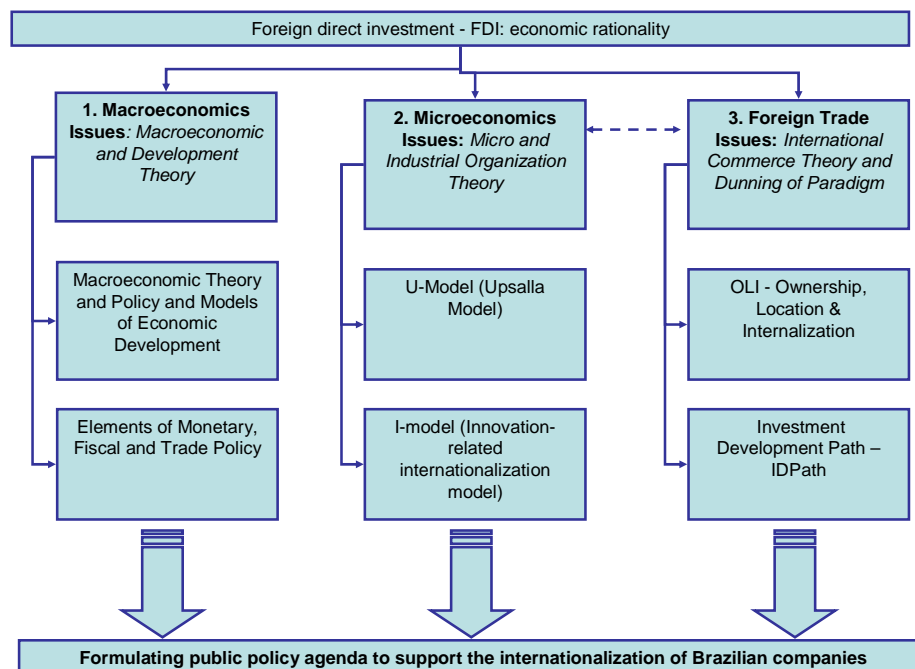 Foreign direct investment - FDI: economic rationality
1. Macroeconomics
Issues: Macroeconomic
and Development
Theory
2. Microeconomics
Issues: Micro and
Industrial Organization
Theory
3. Foreign Trade
Issues: International
Commerce Theory and
Dunning of Paradigm
Macroeconomic Theory
and Policy and Models
of Economic
Development
U-Model (Upsalla
Model)
OLI - Ownership,
Location &
Internalization
Elements of Monetary,
Fiscal and Trade Policy
I-model (Innovation-
related
internationalization
model)
Investment
Development Path –
IDPath
Formulating public policy agenda to support the internationalization of Brazilian companies